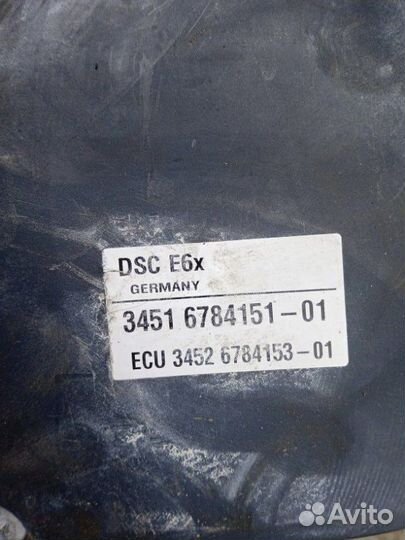 DSC E6x
GERMANY
3451 6784151-01
ECU 3452 6784153-01
Avito